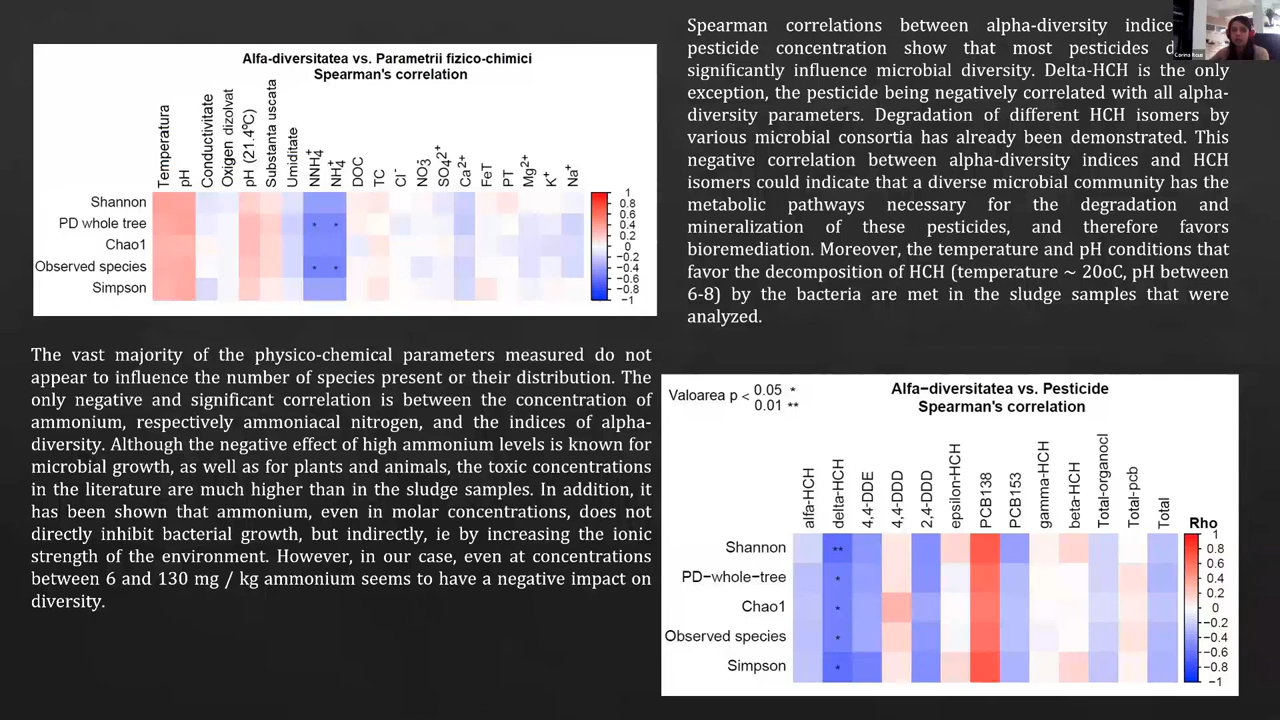 Alfa-diversitatea vs. Parametrii fizico-chimici
Spearman's correlation
Temperatura
pH
Conductivitate
Oxigen dizolvat
pH (21.4°C)
Substanta uscata
Umiditate
NNH4+
NH4+
DOC
TC
Cl-
NO3-
SO42+
Ca2+
FeT
PT
Mg2+
K+
Na+
Shannon
PD whole tree
Chao1
Observed species
Simpson
* *
* *
1
0.8
0.6
0.4
0.2
0
−0.2
−0.4
−0.6
−0.8
−1
The vast majority of the physico-chemical parameters measured do not
appear to influence the number of species present or their distribution. The
only negative and significant correlation is between the concentration of
ammonium, respectively ammoniacal nitrogen, and the indices of alpha-
diversity. Although the negative effect of high ammonium levels is known for
microbial growth, as well as for plants and animals, the toxic concentrations
in the literature are much higher than in the sludge samples. In addition, it
has been shown that ammonium, even in molar concentrations, does not
directly inhibit bacterial growth, but indirectly, ie by increasing the ionic
strength of the environment. However, in our case, even at concentrations
between 6 and 130 mg / kg ammonium seems to have a negative impact on
diversity.
Spearman correlations between alpha-diversity indice
pesticide concentration show that most pesticides d
significantly influence microbial diversity. Delta-HCH is the only
exception, the pesticide being negatively correlated with all alpha-
diversity parameters. Degradation of different HCH isomers by
various microbial consortia has already been demonstrated. This
negative correlation between alpha-diversity indices and HCH
isomers could indicate that a diverse microbial community has the
metabolic pathways necessary for the degradation and
mineralization of these pesticides, and therefore favors
bioremediation. Moreover, the temperature and pH conditions that
favor the decomposition of HCH (temperature ~ 20oC, pH between
6-8) by the bacteria are met in the sludge samples that were
analyzed.
Valoarea p < 0.05 *
0.01 **
Alfa−diversitatea vs. Pesticide
Spearman's correlation
alfa-HCH
delta-HCH
4,4-DDE
4,4-DDD
2,4-DDD
epsilon-HCH
PCB138
PCB153
gamma-HCH
beta-HCH
Total-organocl
Total-pcb
Total
Shannon
PD−whole−tree
Chao1
Observed species
Simpson
**
*
*
*
*
Rho
1
0.8
0.6
0.4
0.2
0
−0.2
−0.4
−0.6
−0.8
−1